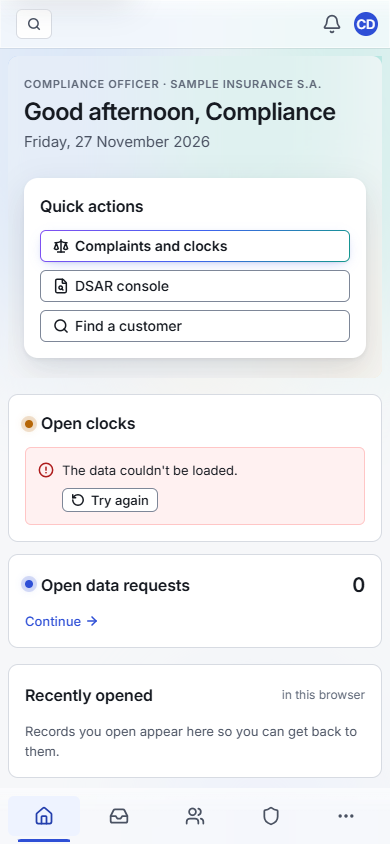 CD
COMPLIANCE OFFICER · SAMPLE INSURANCE S.A.
Good afternoon, Compliance
Friday, 27 November 2026
Quick actions
Complaints and clocks
DSAR console
Find a customer
Open clocks
The data couldn't be loaded.
Try again
Open data requests 0
Continue →
Recently opened in this browser
Records you open appear here so you can get back to
them.